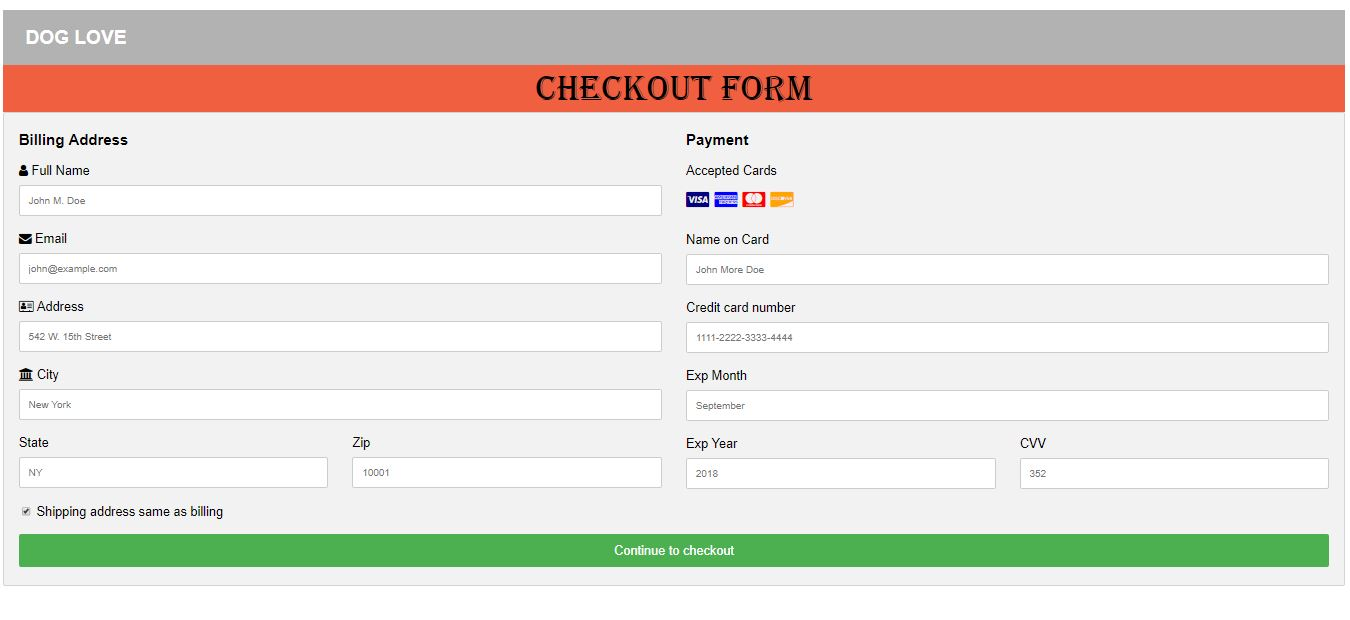 DOG LOVE
CHECKOUT FORM
Billing Address
Full Name
John M. Doe
Email
john@example.com
Address
542 W. 15th Street
City
New York
State Zip
NY 10001
Shipping address same as billing
Payment
Accepted Cards
VISA DISCOVER
Name on Card
John More Doe
Credit card number
1111-2222-3333-4444
Exp Month
September
Exp Year CVV
2018 352
Continue to checkout